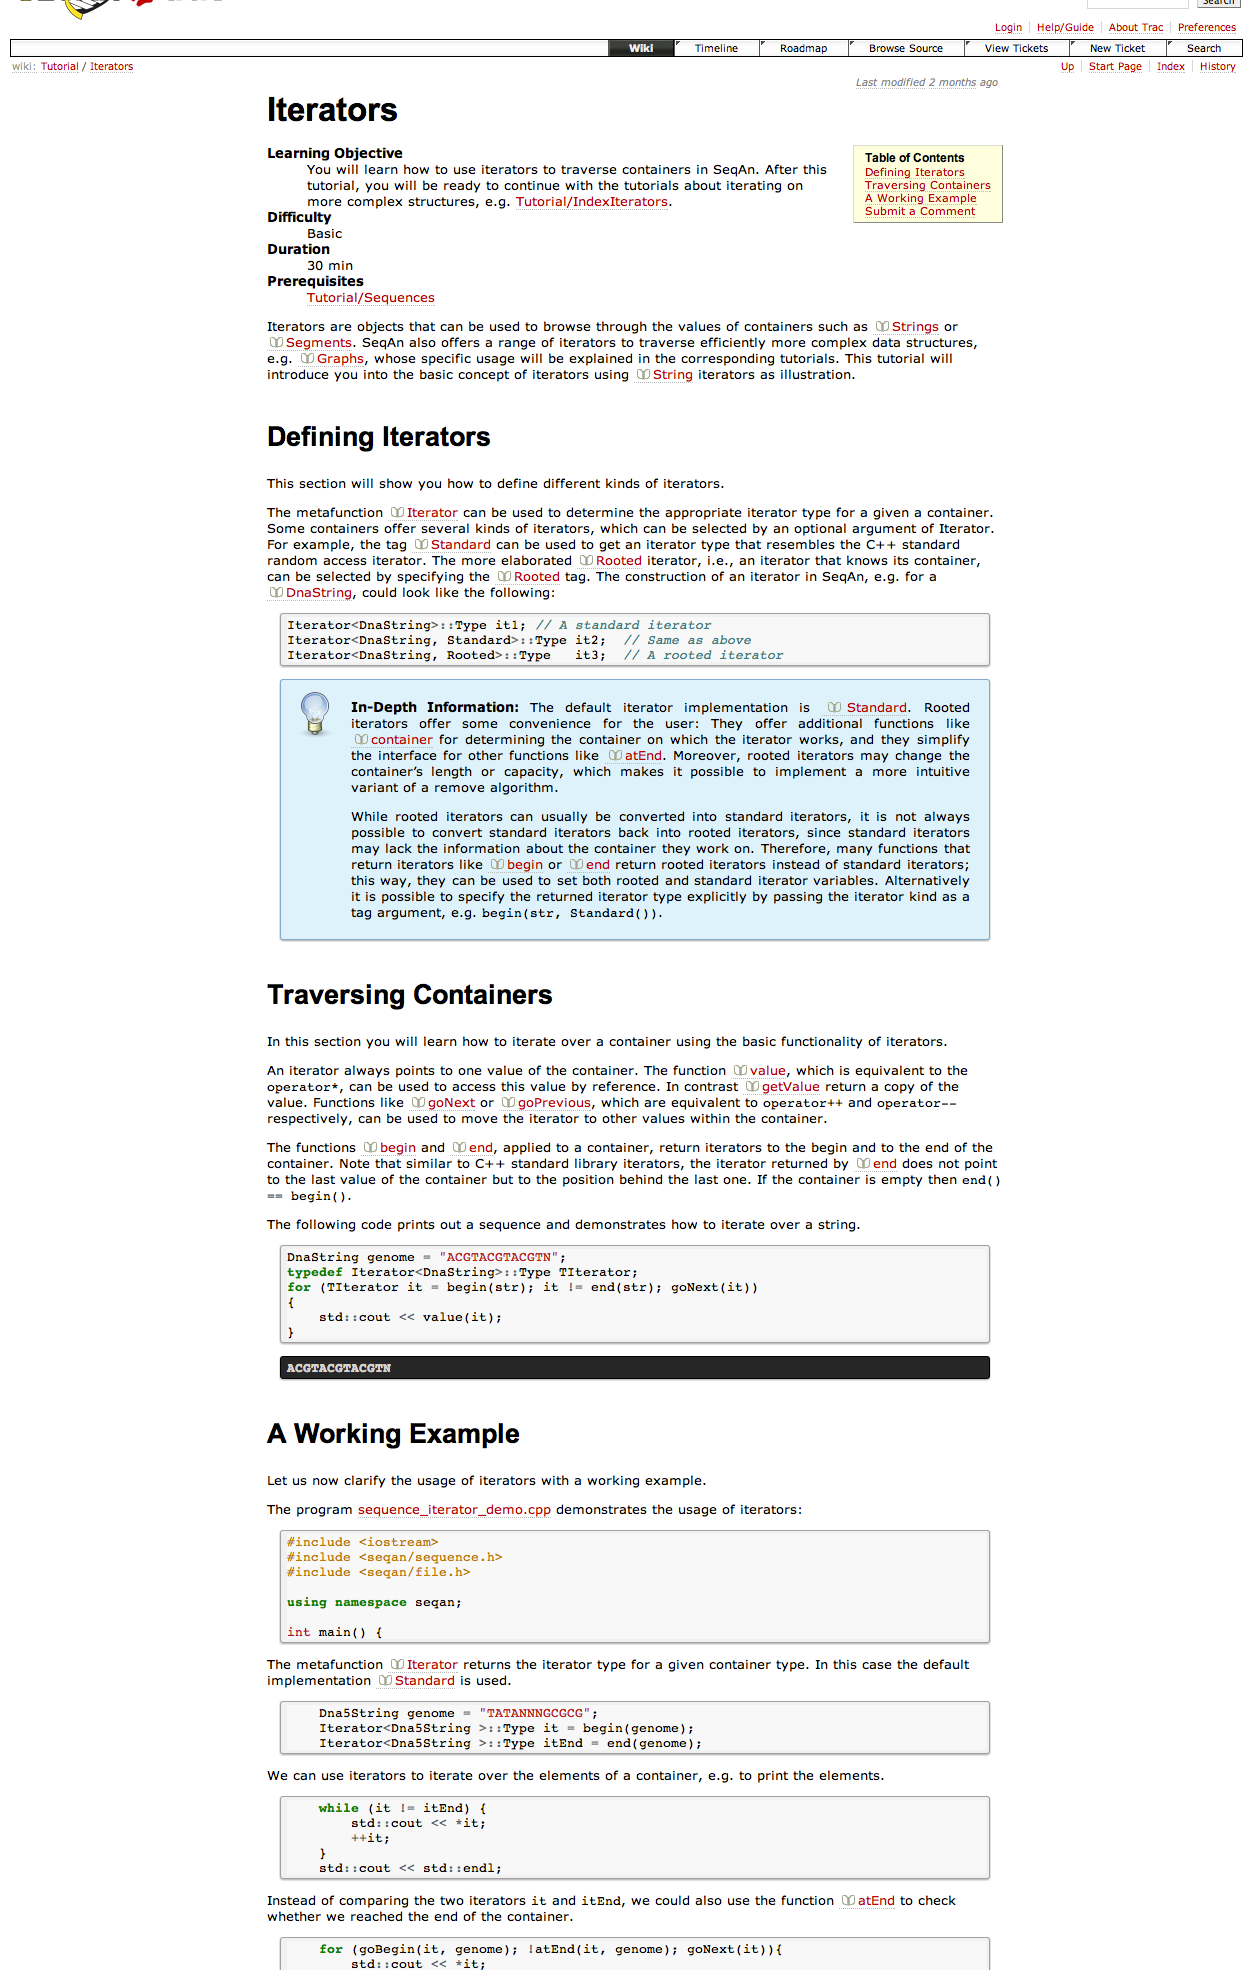 Search
Login Help/Guide About Trac Preferences
Wiki Timeline Roadmap Browse Source View Tickets New Ticket Search
wiki: Tutorial / Iterators
Up Start Page Index History
Last modified 2 months ago
Iterators
Learning Objective
You will learn how to use iterators to traverse containers in SeqAn. After this
tutorial, you will be ready to continue with the tutorials about iterating on
more complex structures, e.g. Tutorial/IndexIterators.
Difficulty
Basic
Duration
30 min
Prerequisites
Tutorial/Sequences
Table of Contents
Defining Iterators
Traversing Containers
A Working Example
Submit a Comment
Iterators are objects that can be used to browse through the values of containers such as Strings or
Segments. SeqAn also offers a range of iterators to traverse efficiently more complex data structures,
e.g. Graphs, whose specific usage will be explained in the corresponding tutorials. This tutorial will
introduce you into the basic concept of iterators using String iterators as illustration.
Defining Iterators
This section will show you how to define different kinds of iterators.
The metafunction Iterator can be used to determine the appropriate iterator type for a given a container.
Some containers offer several kinds of iterators, which can be selected by an optional argument of Iterator.
For example, the tag Standard can be used to get an iterator type that resembles the C++ standard
random access iterator. The more elaborated Rooted iterator, i.e., an iterator that knows its container,
can be selected by specifying the Rooted tag. The construction of an iterator in SeqAn, e.g. for a
DnaString, could look like the following:
Iterator<DnaString>::Type it1; // A standard iterator
Iterator<DnaString, Standard>::Type it2;  // Same as above
Iterator<DnaString, Rooted>::Type   it3;  // A rooted iterator
In-Depth Information: The default iterator implementation is Standard. Rooted
iterators offer some convenience for the user: They offer additional functions like
container for determining the container on which the iterator works, and they simplify
the interface for other functions like atEnd. Moreover, rooted iterators may change the
container's length or capacity, which makes it possible to implement a more intuitive
variant of a remove algorithm.
While rooted iterators can usually be converted into standard iterators, it is not always
possible to convert standard iterators back into rooted iterators, since standard iterators
may lack the information about the container they work on. Therefore, many functions that
return iterators like begin or end return rooted iterators instead of standard iterators;
this way, they can be used to set both rooted and standard iterator variables. Alternatively
it is possible to specify the returned iterator type explicitly by passing the iterator kind as a
tag argument, e.g. begin(str, Standard()).
Traversing Containers
In this section you will learn how to iterate over a container using the basic functionality of iterators.
An iterator always points to one value of the container. The function value, which is equivalent to the
operator*, can be used to access this value by reference. In contrast getValue return a copy of the
value. Functions like goNext or goPrevious, which are equivalent to operator++ and operator--
respectively, can be used to move the iterator to other values within the container.
The functions begin and end, applied to a container, return iterators to the begin and to the end of the
container. Note that similar to C++ standard library iterators, the iterator returned by end does not point
to the last value of the container but to the position behind the last one. If the container is empty then end()
== begin().
The following code prints out a sequence and demonstrates how to iterate over a string.
DnaString genome = "ACGTACGTACGTN";
typedef Iterator<DnaString>::Type TIterator;
for (TIterator it = begin(str); it != end(str); goNext(it))
{
    std::cout << value(it);
}
ACGTACGTACGTN
A Working Example
Let us now clarify the usage of iterators with a working example.
The program sequence_iterator_demo.cpp demonstrates the usage of iterators:
#include <iostream>
#include <seqan/sequence.h>
#include <seqan/file.h>
using namespace seqan;
int main() {
The metafunction Iterator returns the iterator type for a given container type. In this case the default
implementation Standard is used.
    Dna5String genome = "TATANNNGCGCG";
    Iterator<Dna5String >::Type it = begin(genome);
    Iterator<Dna5String >::Type itEnd = end(genome);
We can use iterators to iterate over the elements of a container, e.g. to print the elements.
    while (it != itEnd) {
        std::cout << *it;
        ++it;
    }
    std::cout << std::endl;
Instead of comparing the two iterators it and itEnd, we could also use the function atEnd to check
whether we reached the end of the container.
    for (goBegin(it, genome); !atEnd(it, genome); goNext(it)){
        std::cout << *it;